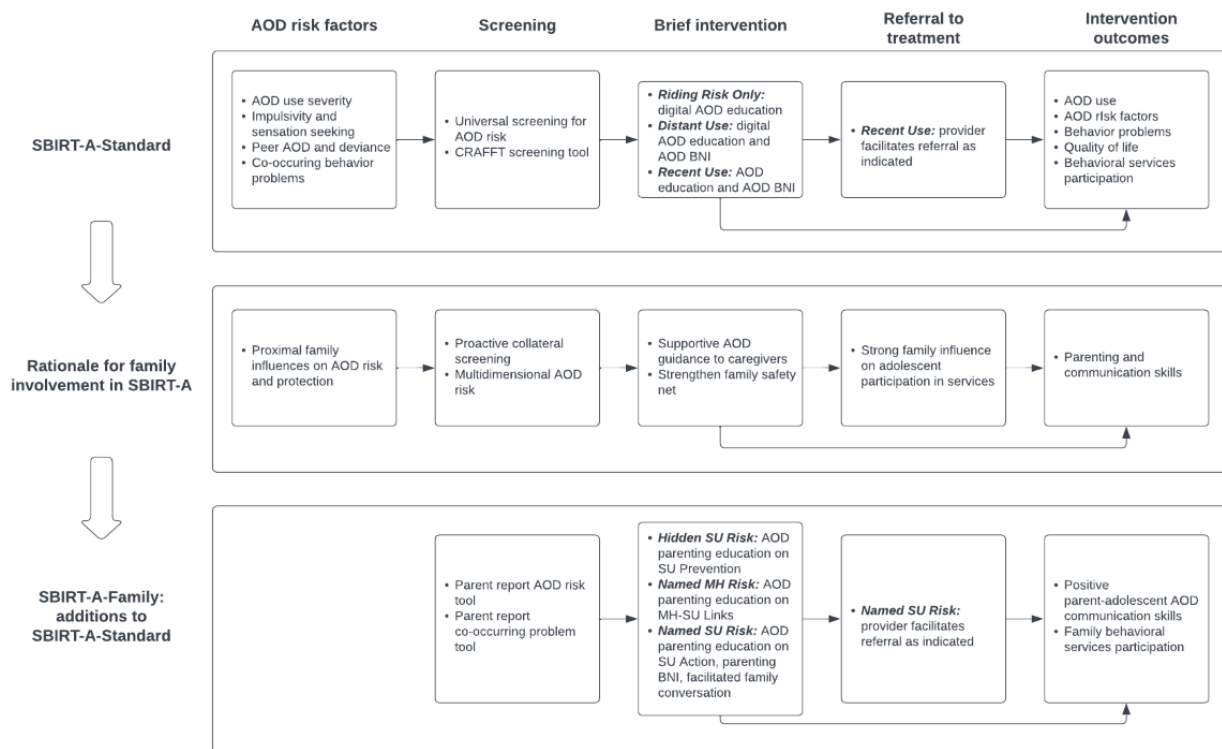 AOD risk factors
Screening
Brief intervention
Referral to
treatment
Intervention
outcomes
SBIRT-A-Standard
• AOD use severity
• Impulsivity and
sensation seeking
• Peer AOD and deviance
• Co-occuring behavior
problems
• Universal screening for
AOD risk
• CRAFFT screening tool
• Riding Risk Only:
digital AOD education
• Distant Use: digital
AOD education and
AOD BNI
• Recent Use: AOD
education and AOD BNI
• Recent Use: provider
facilitates referral as
indicated
• AOD use
• AOD risk factors
• Behavior problems
• Quality of life
• Behavioral services
participation
Rationale for family
involvement in SBIRT-A
• Proximal family
influences on AOD risk
and protection
• Proactive collateral
screening
• Multidimensional AOD
risk
• Supportive AOD
guidance to caregivers
• Strengthen family safety
net
• Strong family influence
on adolescent
participation in services
• Parenting and
communication skills
SBIRT-A-Family:
additions to
SBIRT-A-Standard
• Parent report AOD risk
tool
• Parent report
co-occurring problem
tool
• Hidden SU Risk: AOD
parenting education on
SU Prevention
• Named MH Risk: AOD
parenting education on
MH-SU Links
• Named SU Risk: AOD
parenting education on
SU Action, parenting
BNI, facilitated family
conversation
• Named SU Risk:
provider facilitates
referral as indicated
• Positive
parent-adolescent AOD
communication skills
• Family behavioral
services participation